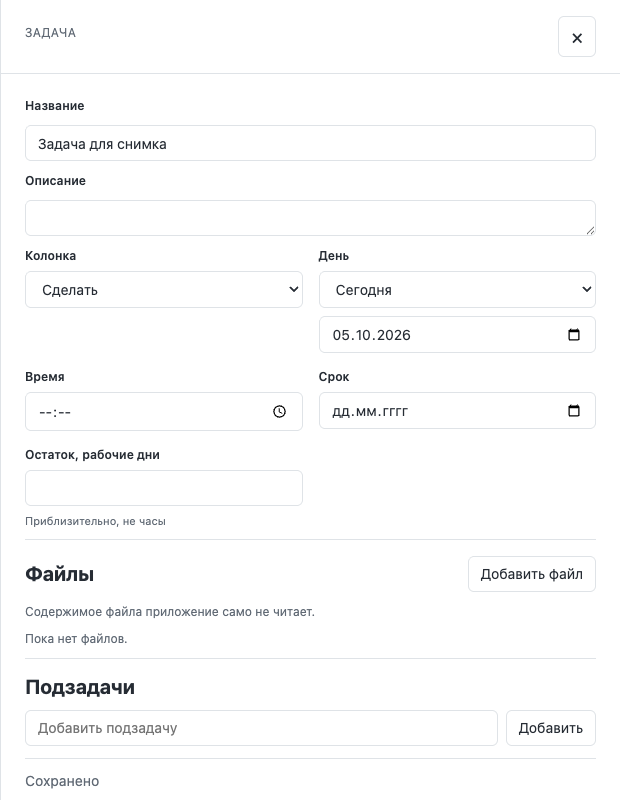 ЗАДАЧА
×
Название
Задача для снимка
Описание
Колонка
День
Сделать
Сегодня
05.10.2026
Время
Срок
--:--
дд.мм.гггг
Остаток, рабочие дни
Приблизительно, не часы
Файлы
Добавить файл
Содержимое файла приложение само не читает.
Пока нет файлов.
Подзадачи
Добавить подзадачу
Добавить
Сохранено